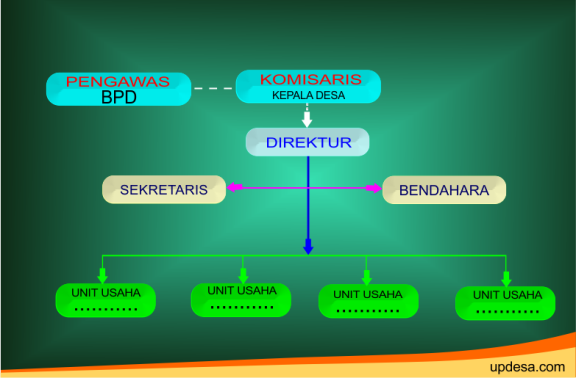 PENGAWAS
BPD
KOMISARIS
KEPALA DESA
DIREKTUR
SEKRETARIS
BENDAHARA
UNIT USAHA
...........
UNIT USAHA
...........
UNIT USAHA
...........
UNIT USAHA
...........
updesa.com